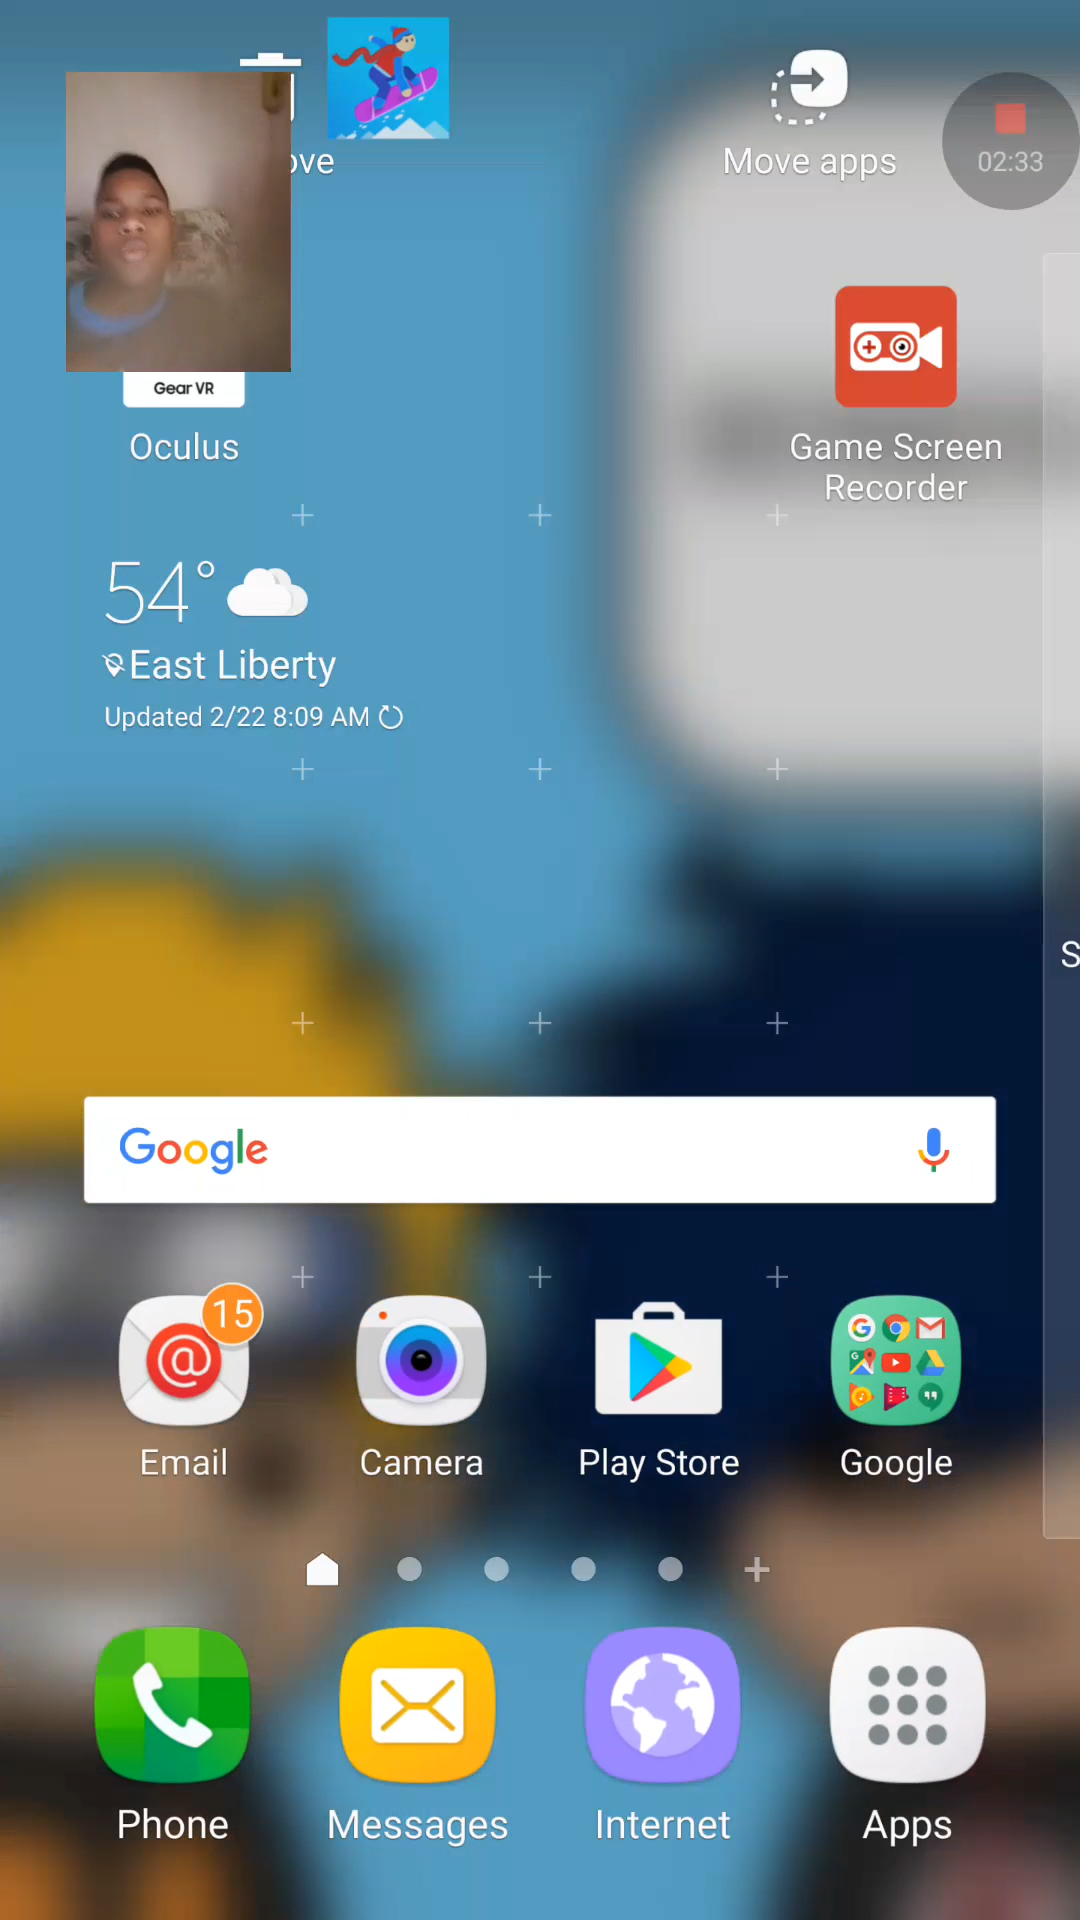 ove
Move apps
02:33
Gear VR
Oculus
Game Screen
Recorder
54°
East Liberty
Updated 2/22 8:09 AM
S
Google
15
Email
Camera
Play Store
Google
Phone
Messages
Internet
Apps